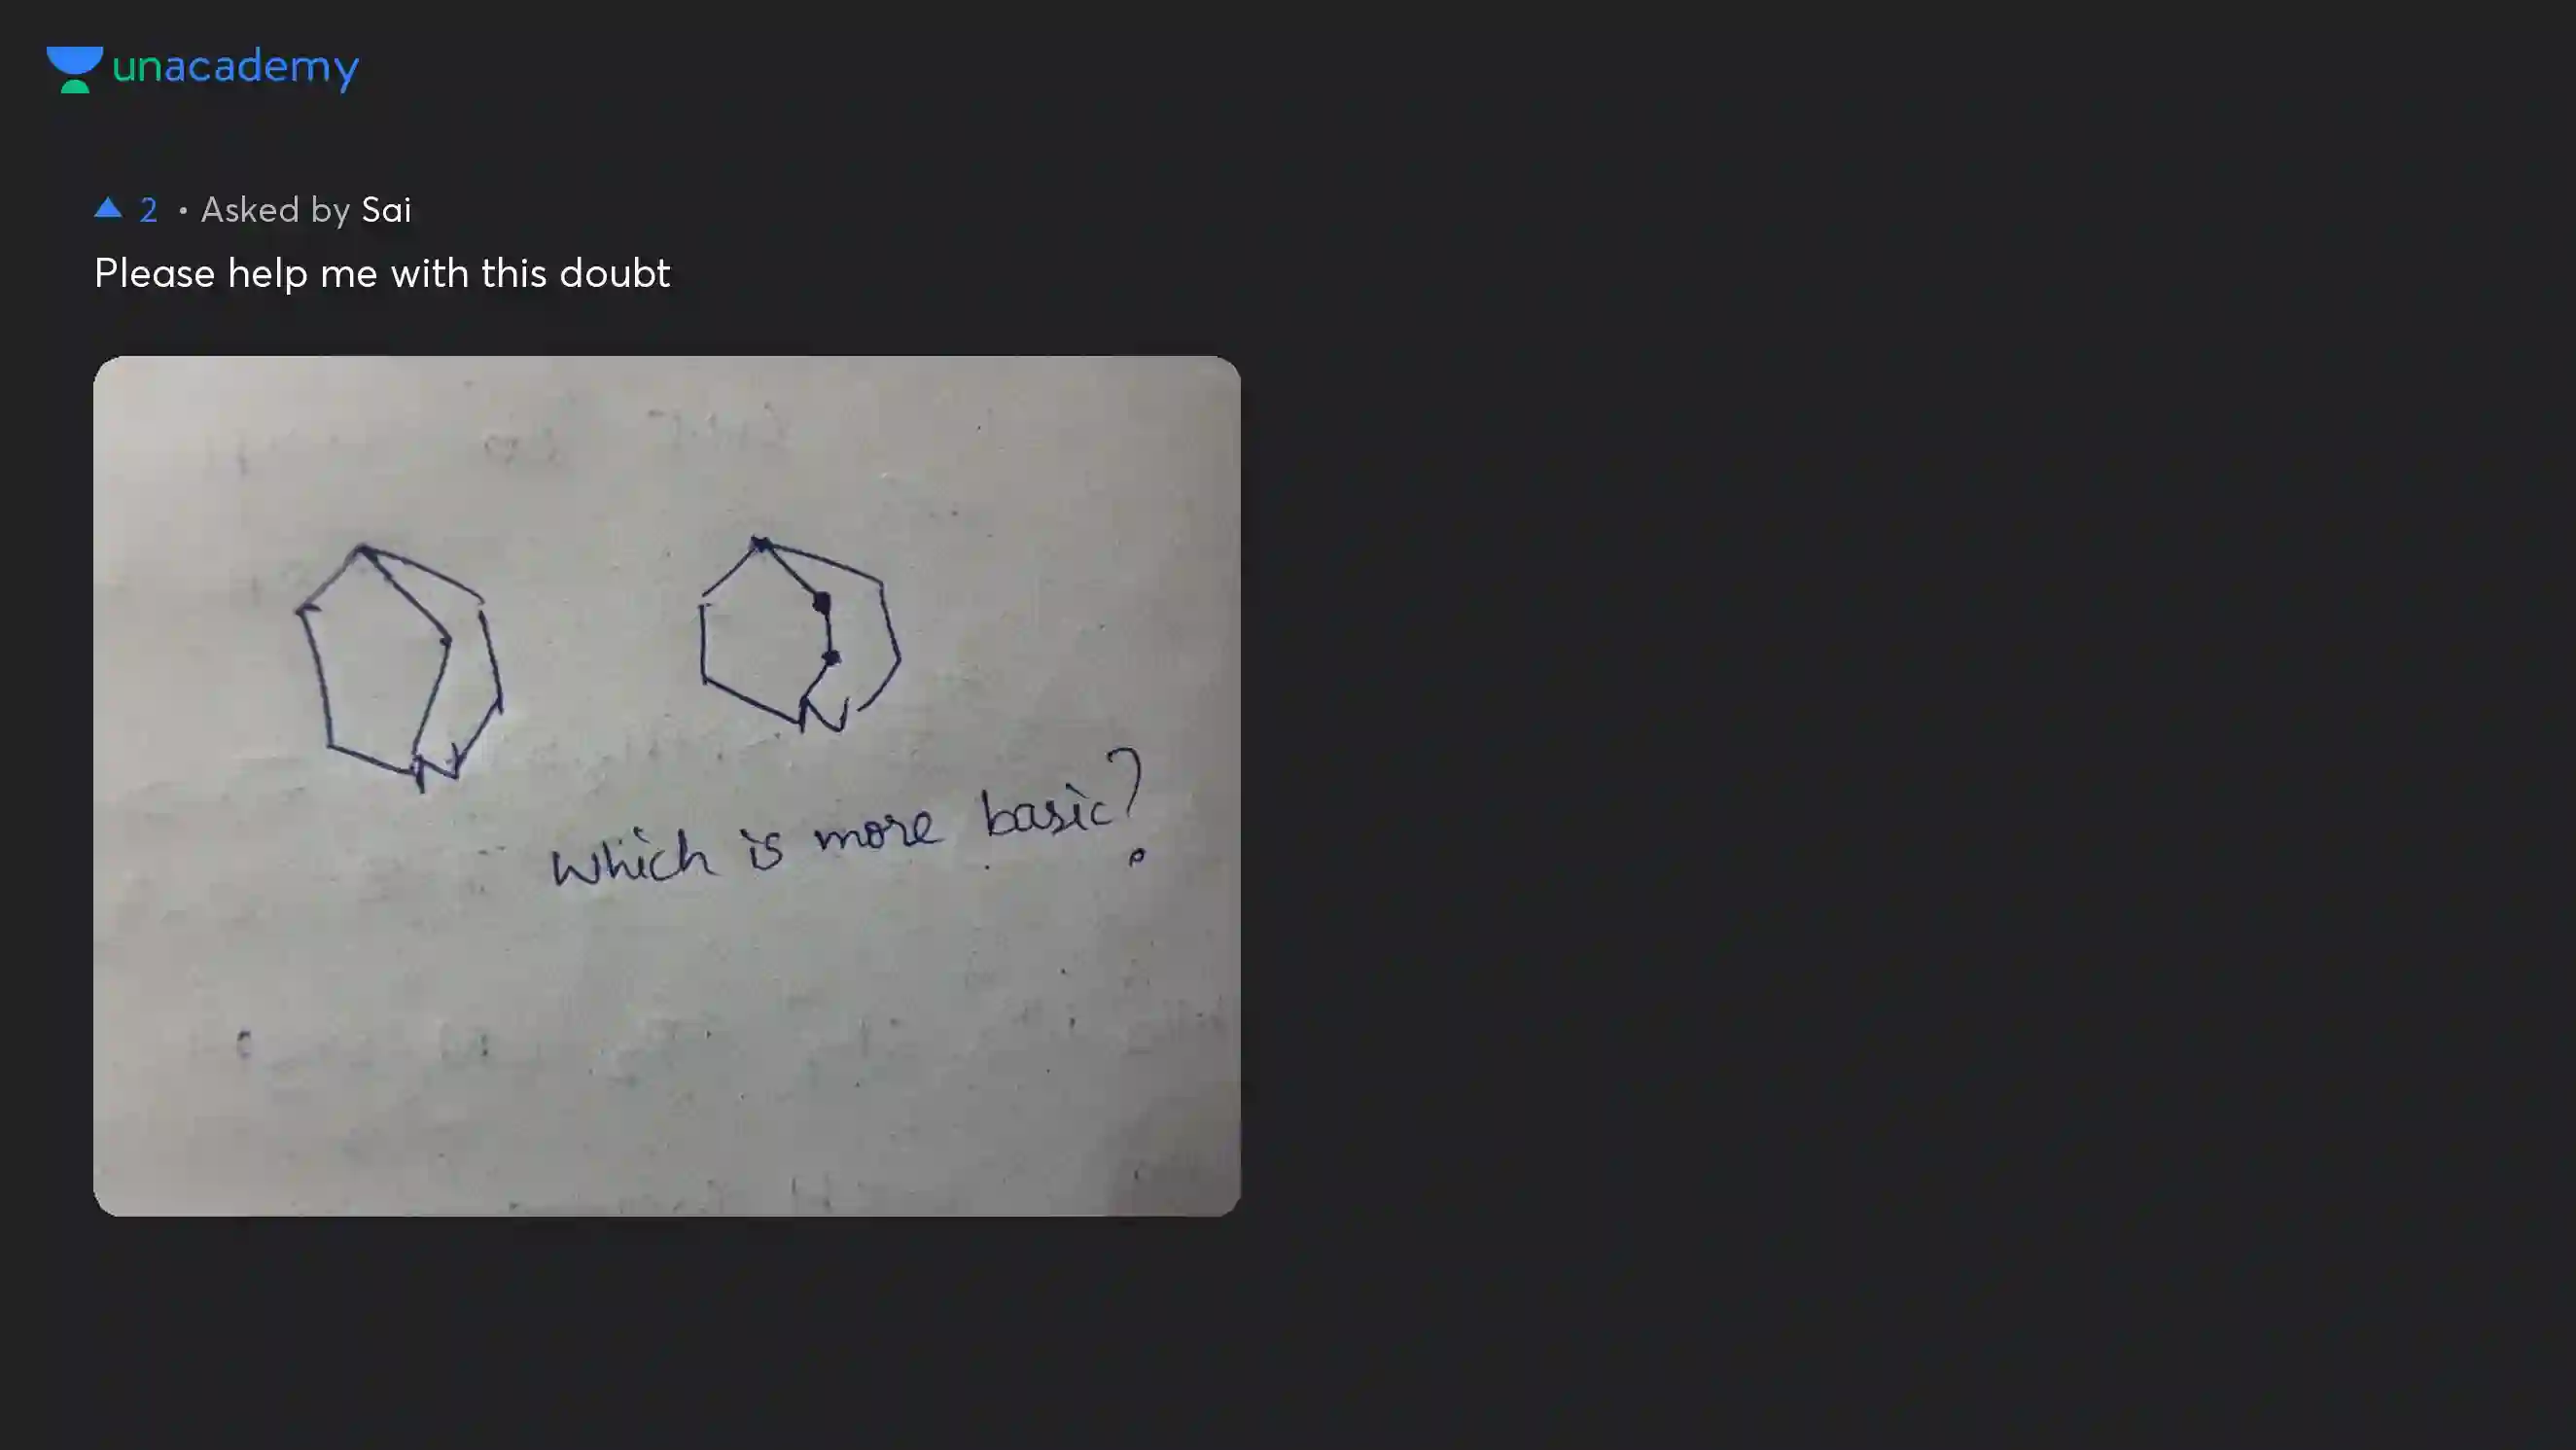 unacademy
2 • Asked by Sai
Please help me with this doubt
N N
which is more basic?